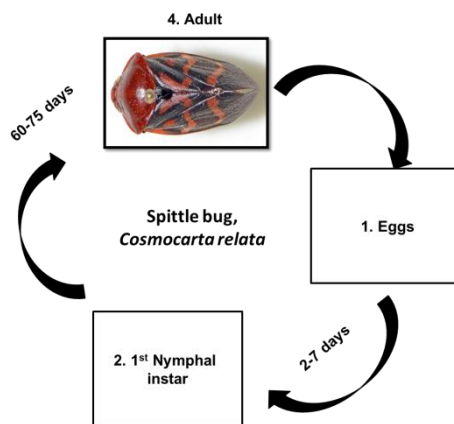 4. Adult
60-75 days
Spittle bug,
Cosmocarta relata
1. Eggs
2-7 days
2. 1st Nymphal
instar